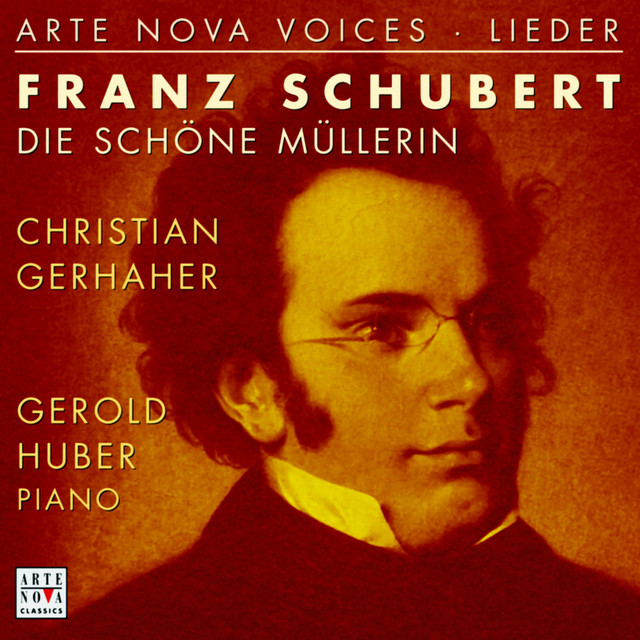 ARTE NOVA VOICES · LIEDER
FRANZ SCHUBERT
DIE SCHÖNE MÜLLERIN
CHRISTIAN
GERHAHER
GEROLD
HUBER
PIANO
ARTE
NOVA
CLASSICS